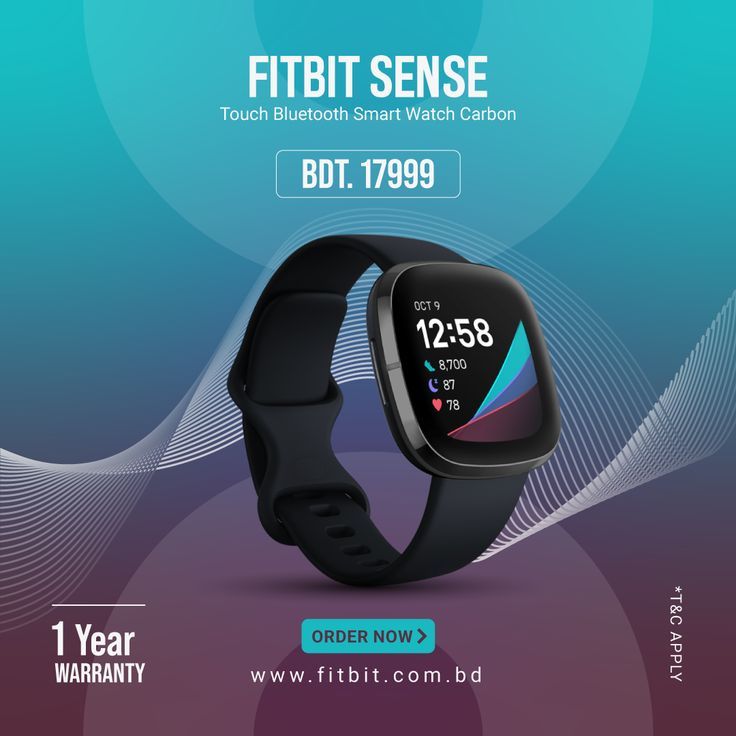 FITBIT SENSE
Touch Bluetooth Smart Watch Carbon
BDT. 17999
OCT 9
12:58
8,700
87
78
1 Year
WARRANTY
ORDER NOW
www.fitbit.com.bd
*T&C APPLY